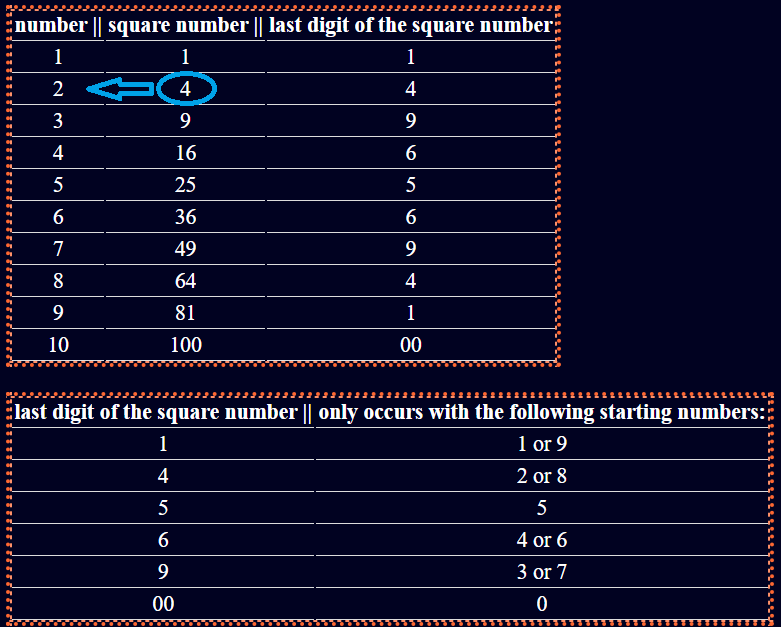 number || square number || last digit of the square number
1 1 1
2 4 4
3 9 9
4 16 6
5 25 5
6 36 6
7 49 9
8 64 4
9 81 1
10 100 00
last digit of the square number || only occurs with the following starting numbers:
1 1 or 9
4 2 or 8
5 5
6 4 or 6
9 3 or 7
00 0